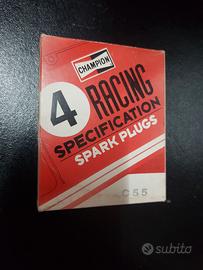 CHAMPION
4
RACING
SPECIFICATION
SPARK PLUGS
C55
subito